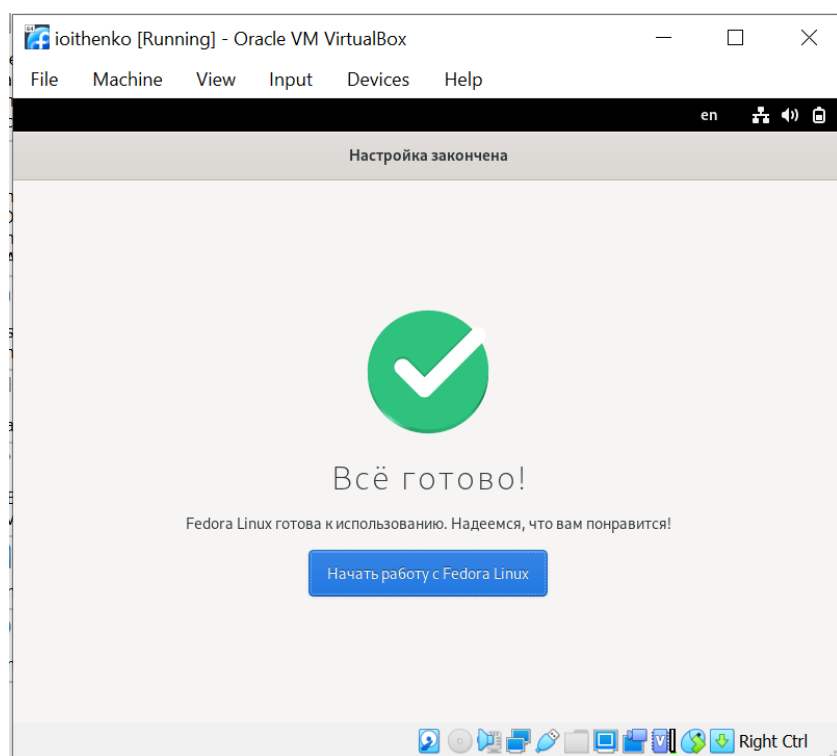 ioithenko [Running] - Oracle VM VirtualBox
File Machine View Input Devices Help
en
Настройка закончена
Всё готово!
Fedora Linux готова к использованию. Надеемся, что вам понравится!
Начать работу с Fedora Linux
Right Ctrl